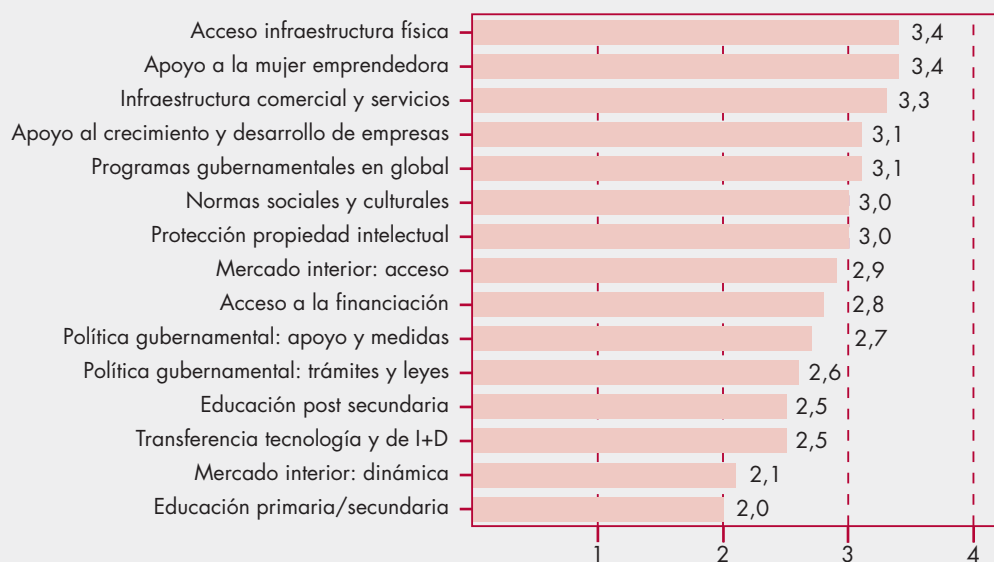 Acceso infraestructura física 3,4
Apoyo a la mujer emprendedora 3,4
Infraestructura comercial y servicios 3,3
Apoyo al crecimiento y desarrollo de empresas 3,1
Programas gubernamentales en global 3,1
Normas sociales y culturales 3,0
Protección propiedad intelectual 3,0
Mercado interior: acceso 2,9
Acceso a la financiación 2,8
Política gubernamental: apoyo y medidas 2,7
Política gubernamental: trámites y leyes 2,6
Educación post secundaria 2,5
Transferencia tecnología y de I+D 2,5
Mercado interior: dinámica 2,1
Educación primaria/secundaria 2,0
1 2 3 4